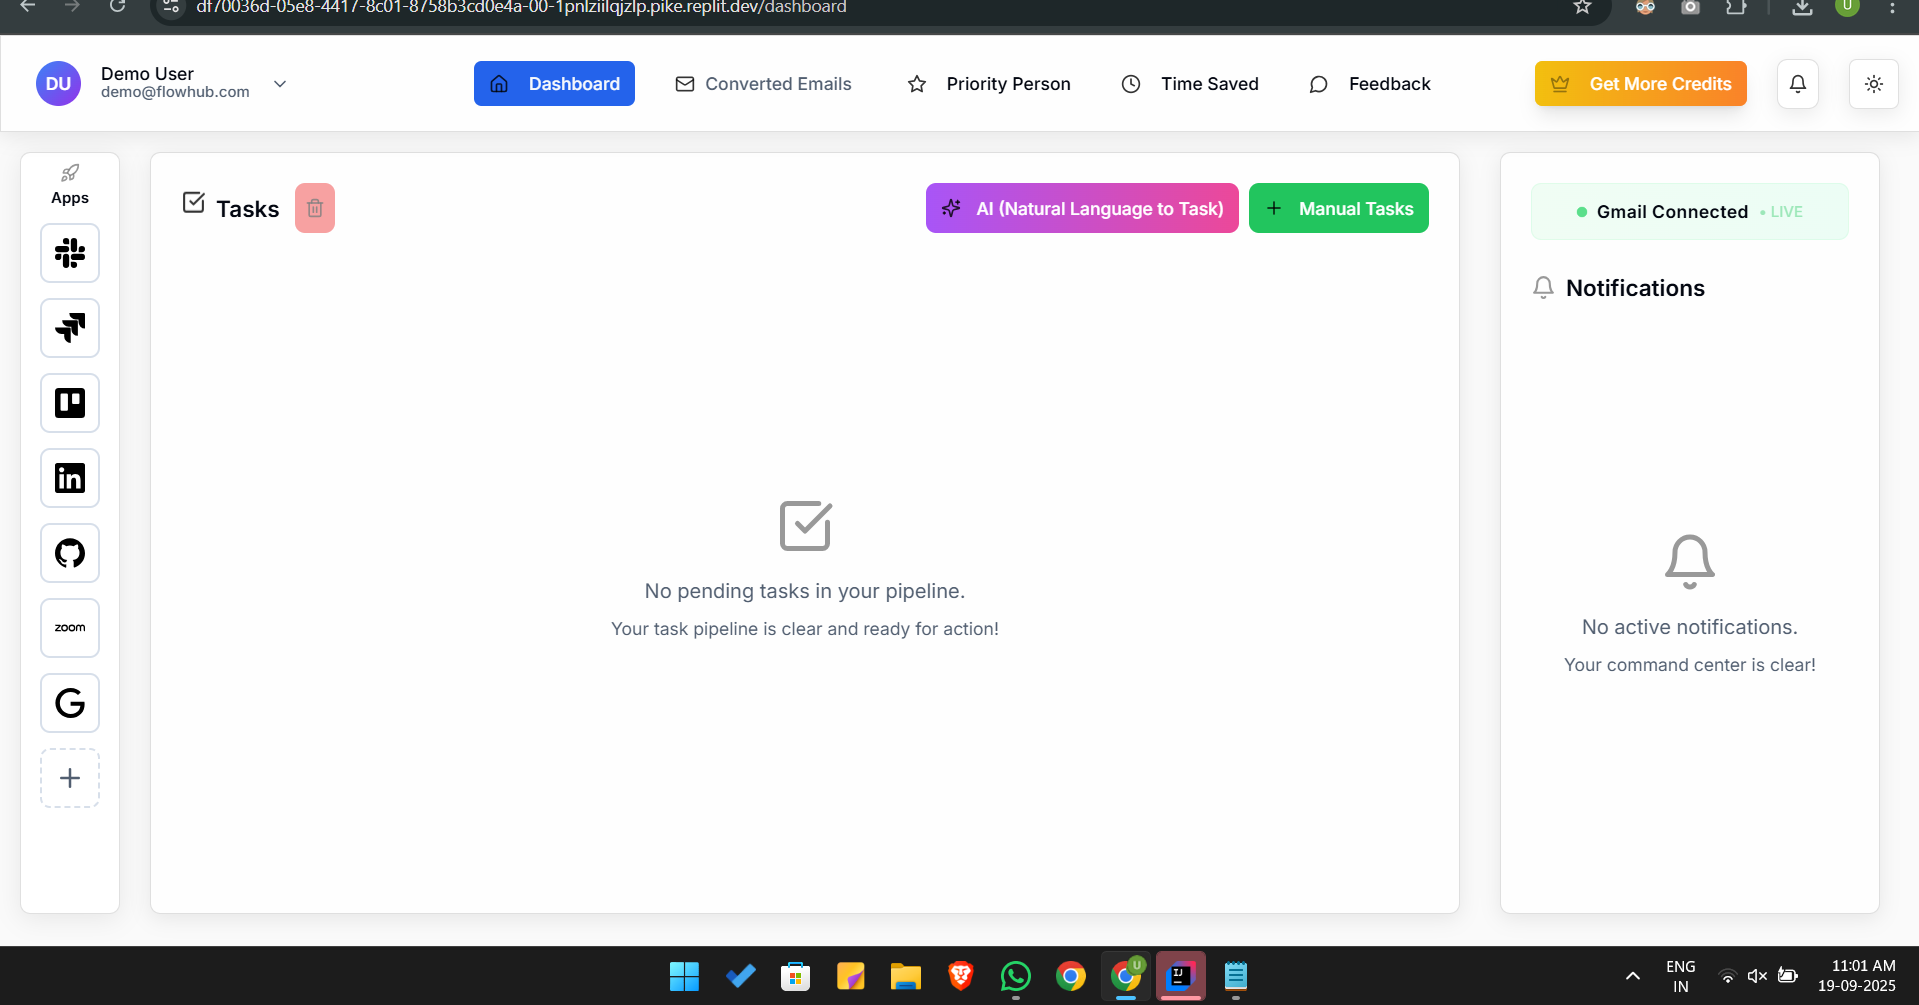 df70036d-05e8-4417-8c01-8758b3cd0e4a-00-1pnlziilqjzlp.pike.replit.dev/dashboard
U
DU
Demo User
demo@flowhub.com
Dashboard
Converted Emails
Priority Person
Time Saved
Feedback
Get More Credits
Apps
zoom
Tasks
AI (Natural Language to Task)
Manual Tasks
No pending tasks in your pipeline.
Your task pipeline is clear and ready for action!
Gmail Connected • LIVE
Notifications
No active notifications.
Your command center is clear!
U
IJ
ENG
IN
11:01 AM
19-09-2025